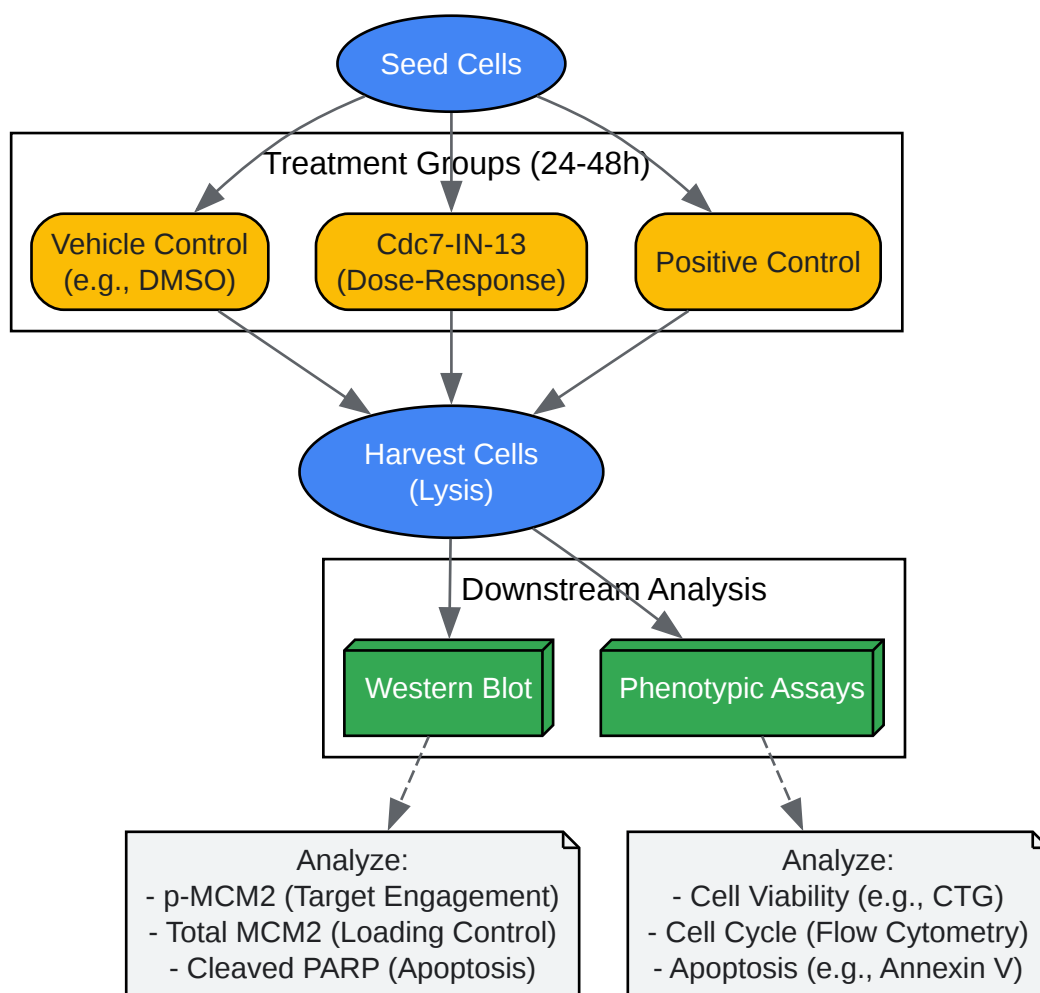 Seed Cells
Treatment Groups (24-48h)
Vehicle Control
(e.g., DMSO)
Cdc7-IN-13
(Dose-Response)
Positive Control
Harvest Cells
(Lysis)
Downstream Analysis
Western Blot
Phenotypic Assays
Analyze:
- p-MCM2 (Target Engagement)
- Total MCM2 (Loading Control)
- Cleaved PARP (Apoptosis)
Analyze:
- Cell Viability (e.g., CTG)
- Cell Cycle (Flow Cytometry)
- Apoptosis (e.g., Annexin V)